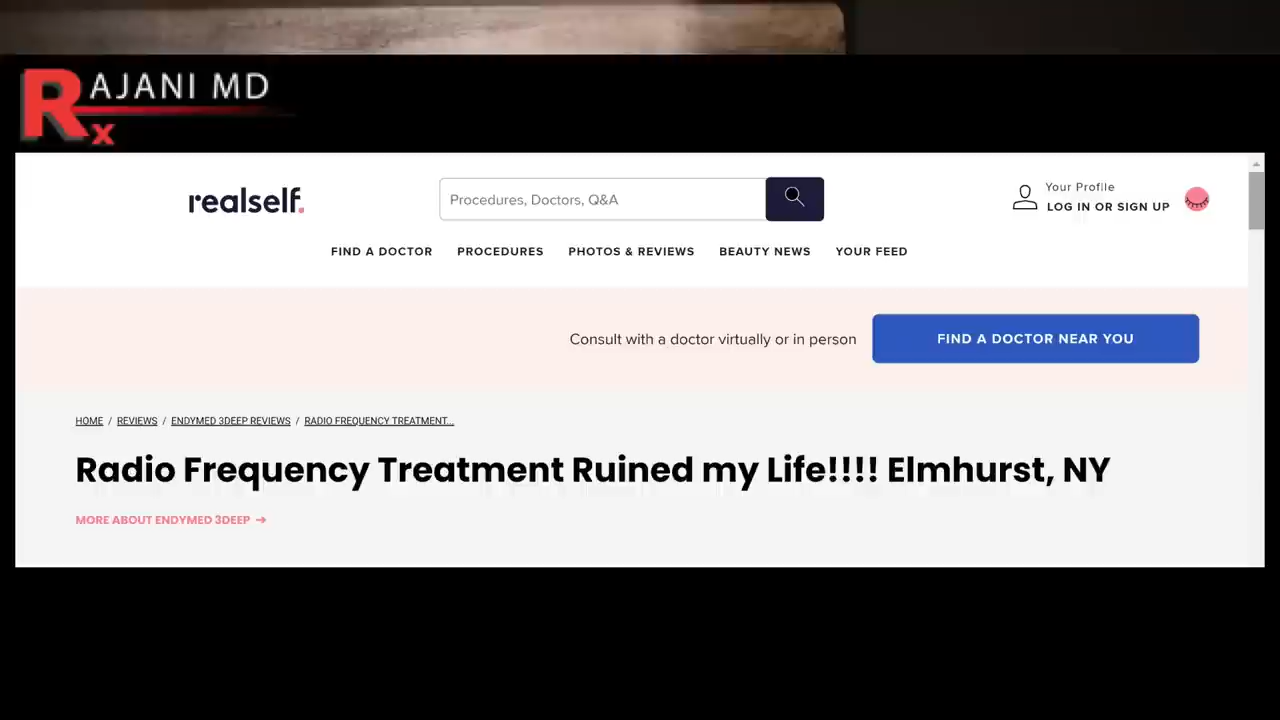 RAJANI MD
x
realself.
Procedures, Doctors, Q&A
Your Profile
LOG IN OR SIGN UP
FIND A DOCTOR PROCEDURES PHOTOS & REVIEWS BEAUTY NEWS YOUR FEED
Consult with a doctor virtually or in person FIND A DOCTOR NEAR YOU
HOME / REVIEWS / ENDYMED 3DEEP REVIEWS / RADIO FREQUENCY TREATMENT...
Radio Frequency Treatment Ruined my Life!!!! Elmhurst, NY
MORE ABOUT ENDYMED 3DEEP →